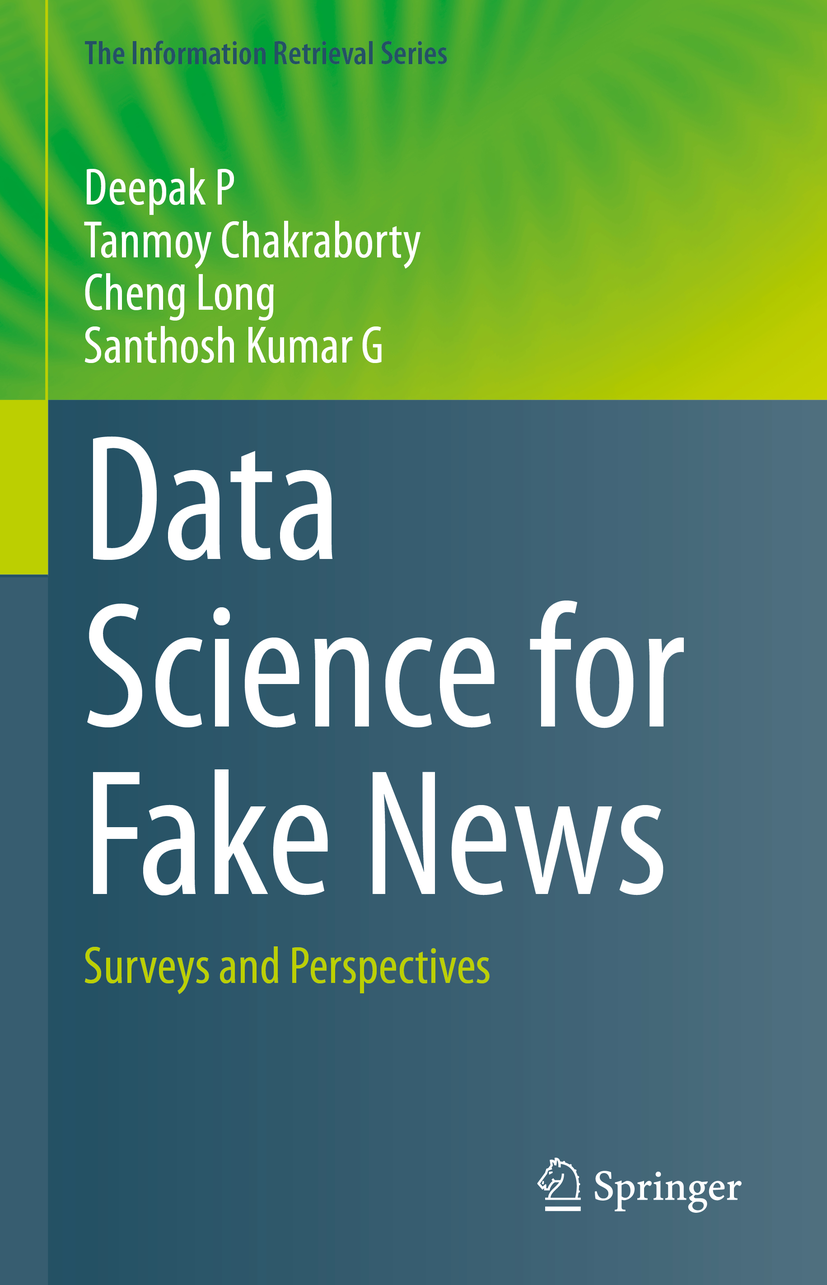 The Information Retrieval Series
Deepak P
Tanmoy Chakraborty
Cheng Long
Santhosh Kumar G
Data
Science for
Fake News
Surveys and Perspectives
Springer